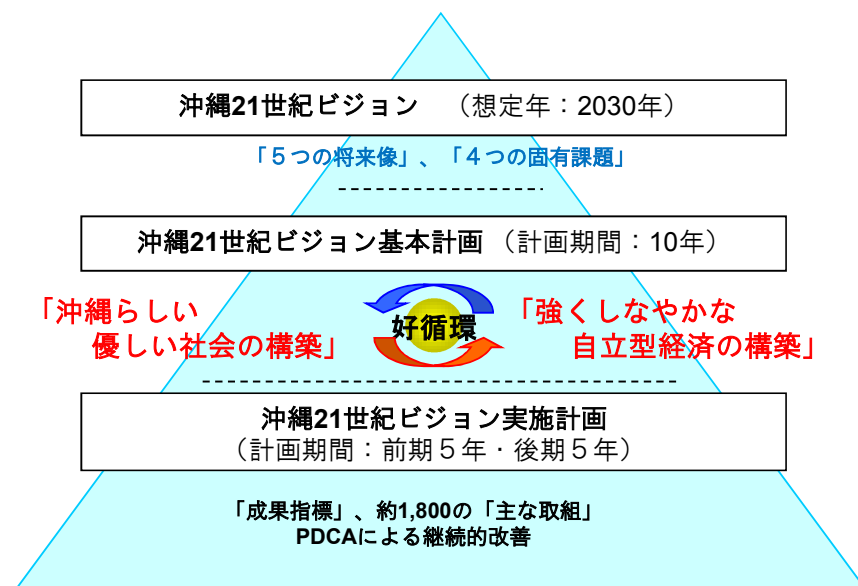 沖縄21世紀ビジョン （想定年：2030年）
「５つの将来像」、「４つの固有課題」
沖縄21世紀ビジョン基本計画 （計画期間：10年）
「沖縄らしい
優しい社会の構築」
好循環
「強くしなやかな
自立型経済の構築」
沖縄21世紀ビジョン実施計画
（計画期間：前期５年・後期５年）
「成果指標」、約1,800の「主な取組」
PDCAによる継続的改善